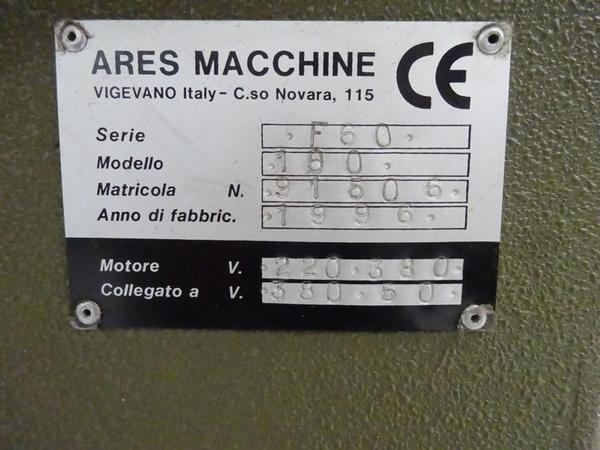 ARES MACCHINE CE
VIGEVANO Italy - C.so Novara, 115
Serie . F60 .
Modello . 190 .
Matricola N. . 91506 .
Anno di fabbric. . 1996 .
Motore V. . 220.380 .
Collegato a V. . 380.50 .